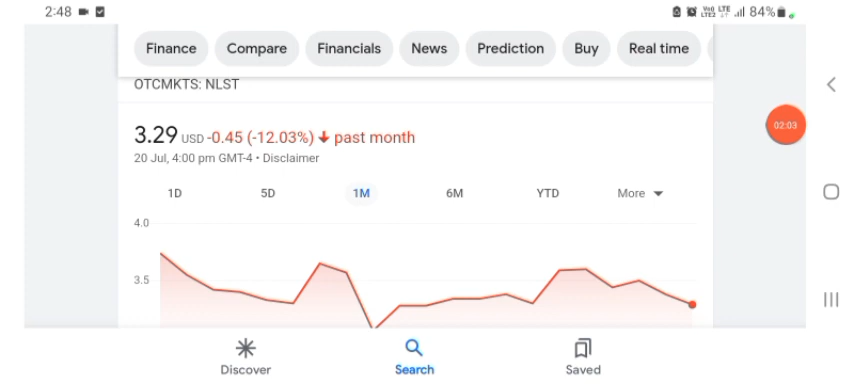 2:48
84%
Finance Compare Financials News Prediction Buy Real time
OTCMKTS: NLST
02:03
3.29 USD -0.45 (-12.03%) past month
20 Jul, 4:00 pm GMT-4 • Disclaimer
1D 5D 1M 6M YTD More
4.0
3.5
Discover Search Saved